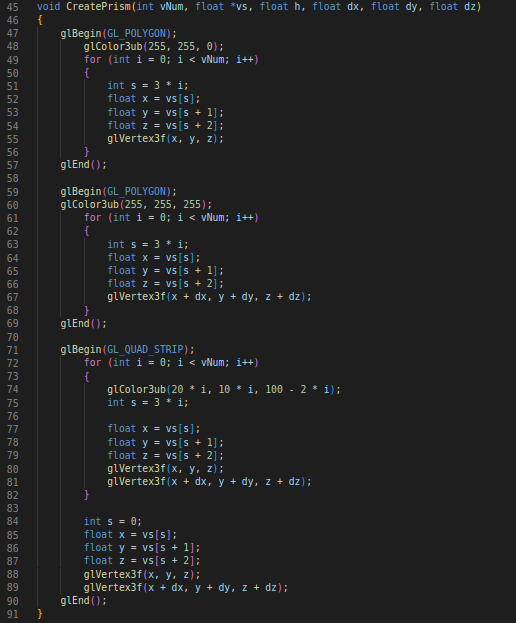 45 void CreatePrism(int vNum, float *vs, float h, float dx, float dy, float dz)
46 {
47     glBegin(GL_POLYGON);
48         glColor3ub(255, 255, 0);
49         for (int i = 0; i < vNum; i++)
50         {
51             int s = 3 * i;
52             float x = vs[s];
53             float y = vs[s + 1];
54             float z = vs[s + 2];
55             glVertex3f(x, y, z);
56         }
57     glEnd();
58
59     glBegin(GL_POLYGON);
60     glColor3ub(255, 255, 255);
61         for (int i = 0; i < vNum; i++)
62         {
63             int s = 3 * i;
64             float x = vs[s];
65             float y = vs[s + 1];
66             float z = vs[s + 2];
67             glVertex3f(x + dx, y + dy, z + dz);
68         }
69     glEnd();
70
71     glBegin(GL_QUAD_STRIP);
72         for (int i = 0; i < vNum; i++)
73         {
74             glColor3ub(20 * i, 10 * i, 100 - 2 * i);
75             int s = 3 * i;
76
77             float x = vs[s];
78             float y = vs[s + 1];
79             float z = vs[s + 2];
80             glVertex3f(x, y, z);
81             glVertex3f(x + dx, y + dy, z + dz);
82         }
83
84         int s = 0;
85         float x = vs[s];
86         float y = vs[s + 1];
87         float z = vs[s + 2];
88         glVertex3f(x, y, z);
89         glVertex3f(x + dx, y + dy, z + dz);
90     glEnd();
91 }